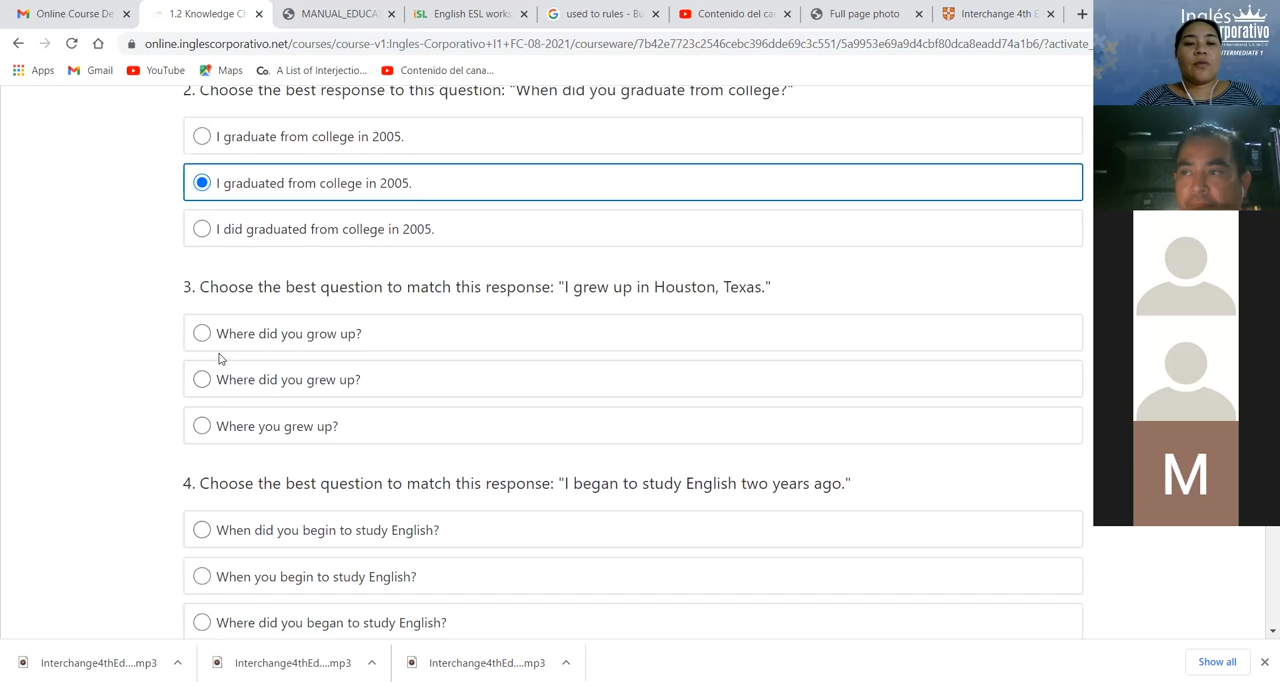 Online Course De
1.2 Knowledge Ch
MANUAL_EDUCA
ISL English ESL works
used to rules - Bu
Contenido del ca
Full page photo
Interchange 4th E
online.inglescorporativo.net/courses/course-v1:Ingles-Corporativo+I1+FC-08-2021/courseware/7b42e7723c2546cebc396dde69c3c551/5a9953e69a9d4cbf80dca8eadd74a1b6/?activate_
Apps
Gmail
YouTube
Maps
Co. A List of Interjectio...
Contenido del cana...
2. Choose the best response to this question: "When did you graduate from college?"
I graduate from college in 2005.
I graduated from college in 2005.
I did graduated from college in 2005.
3. Choose the best question to match this response: "I grew up in Houston, Texas."
Where did you grow up?
Where did you grew up?
Where you grew up?
4. Choose the best question to match this response: "I began to study English two years ago."
When did you begin to study English?
When you begin to study English?
Where did you began to study English?
Inglés
INTERMEDIATE 1
M
Interchange4thEd....mp3
Interchange4thEd....mp3
Interchange4thEd....mp3
Show all